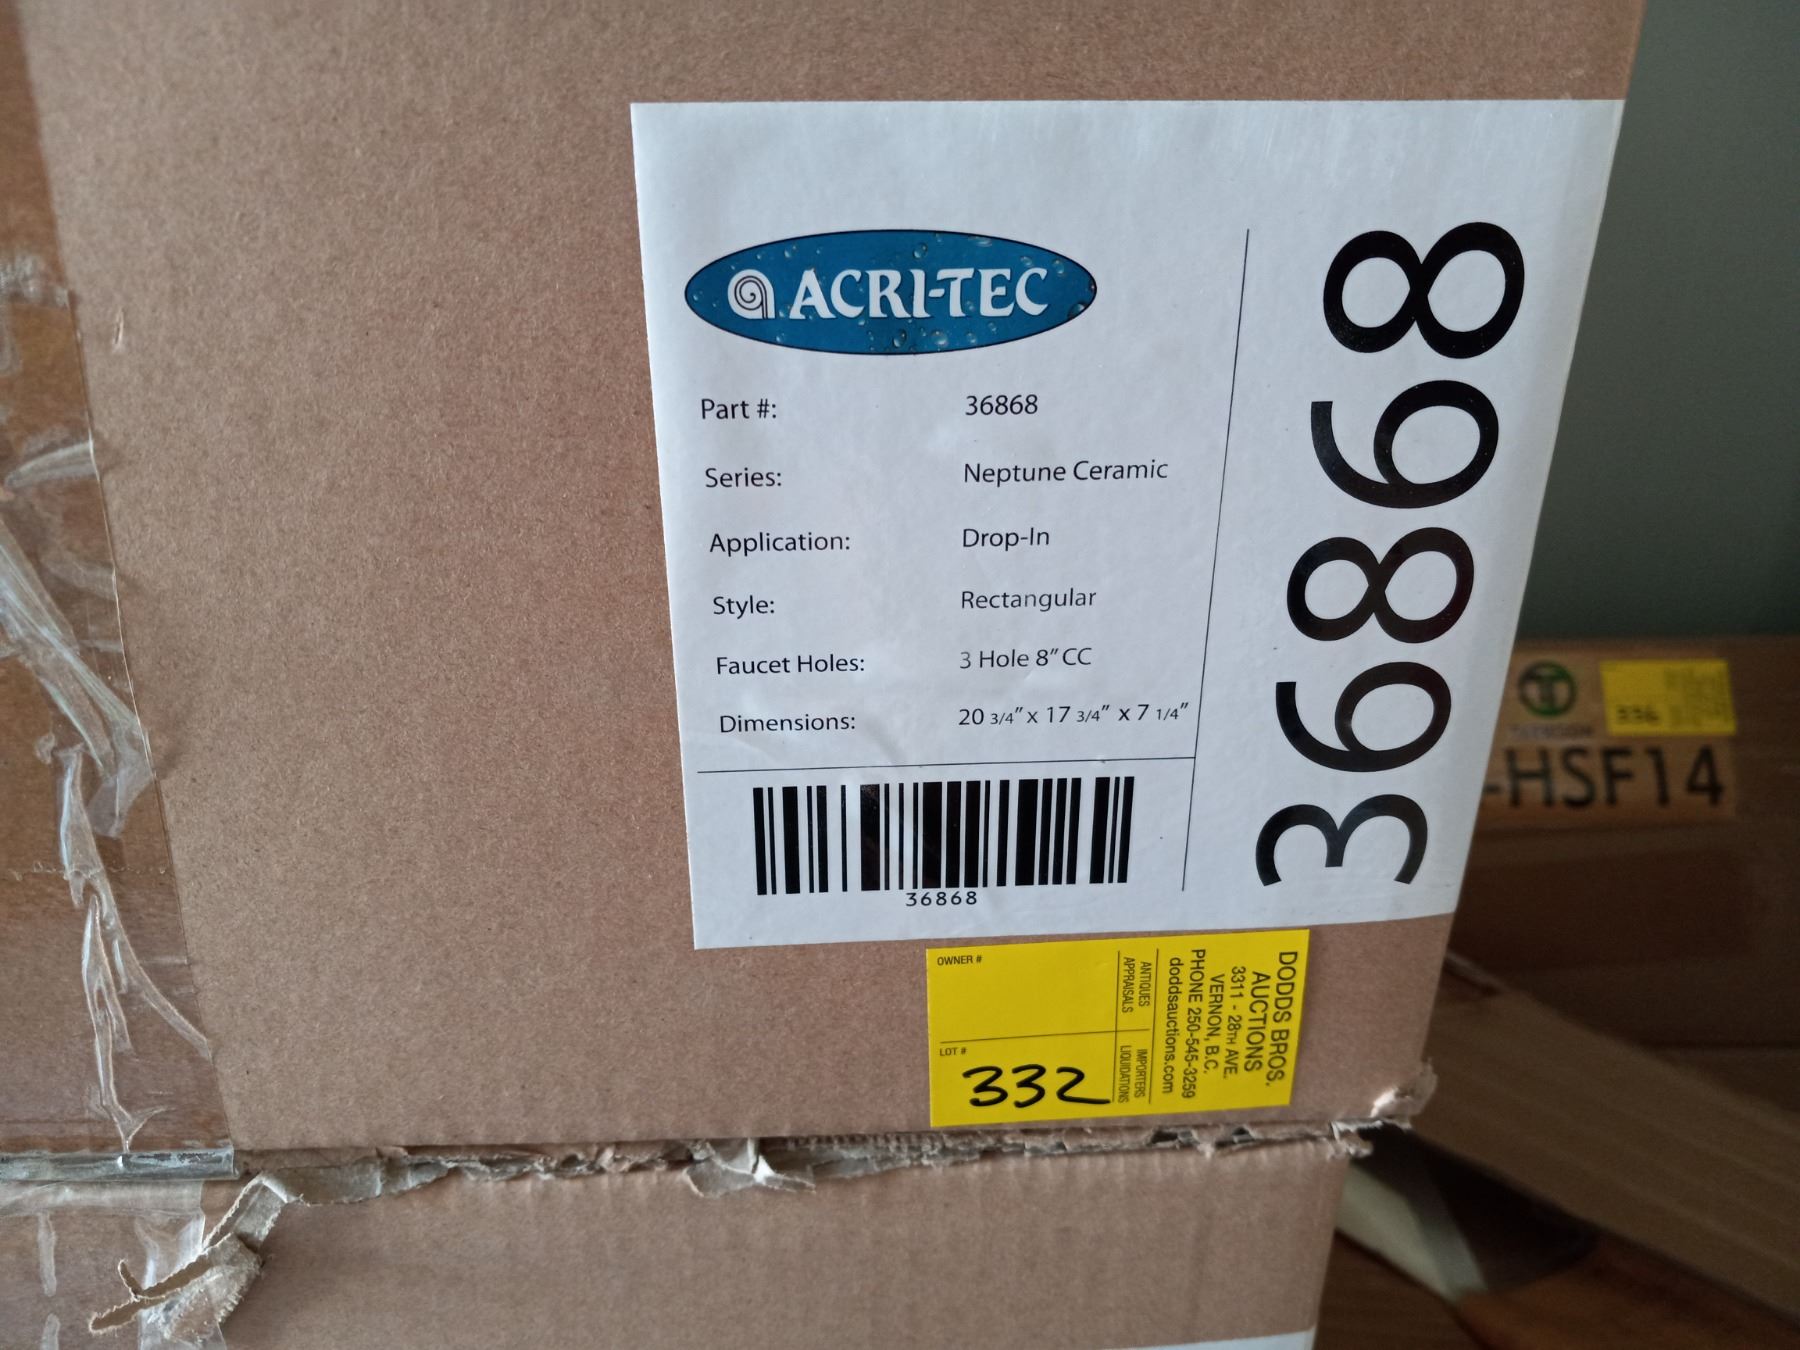 ACRI-TEC
Part #: 36868
Series: Neptune Ceramic
Application: Drop-In
Style: Rectangular
Faucet Holes: 3 Hole 8" CC
Dimensions: 20 3/4" x 17 3/4" x 7 1/4"
36868
36868
OWNER #
LOT #
332
DODDS BROS.
AUCTIONS
3311 - 28TH AVE.
VERNON, B.C.
PHONE 250-545-3259
doddsauctions.com
ANTIQUES IMPORTERS
APPRAISALS LIQUIDATIONS
336
-HSF14